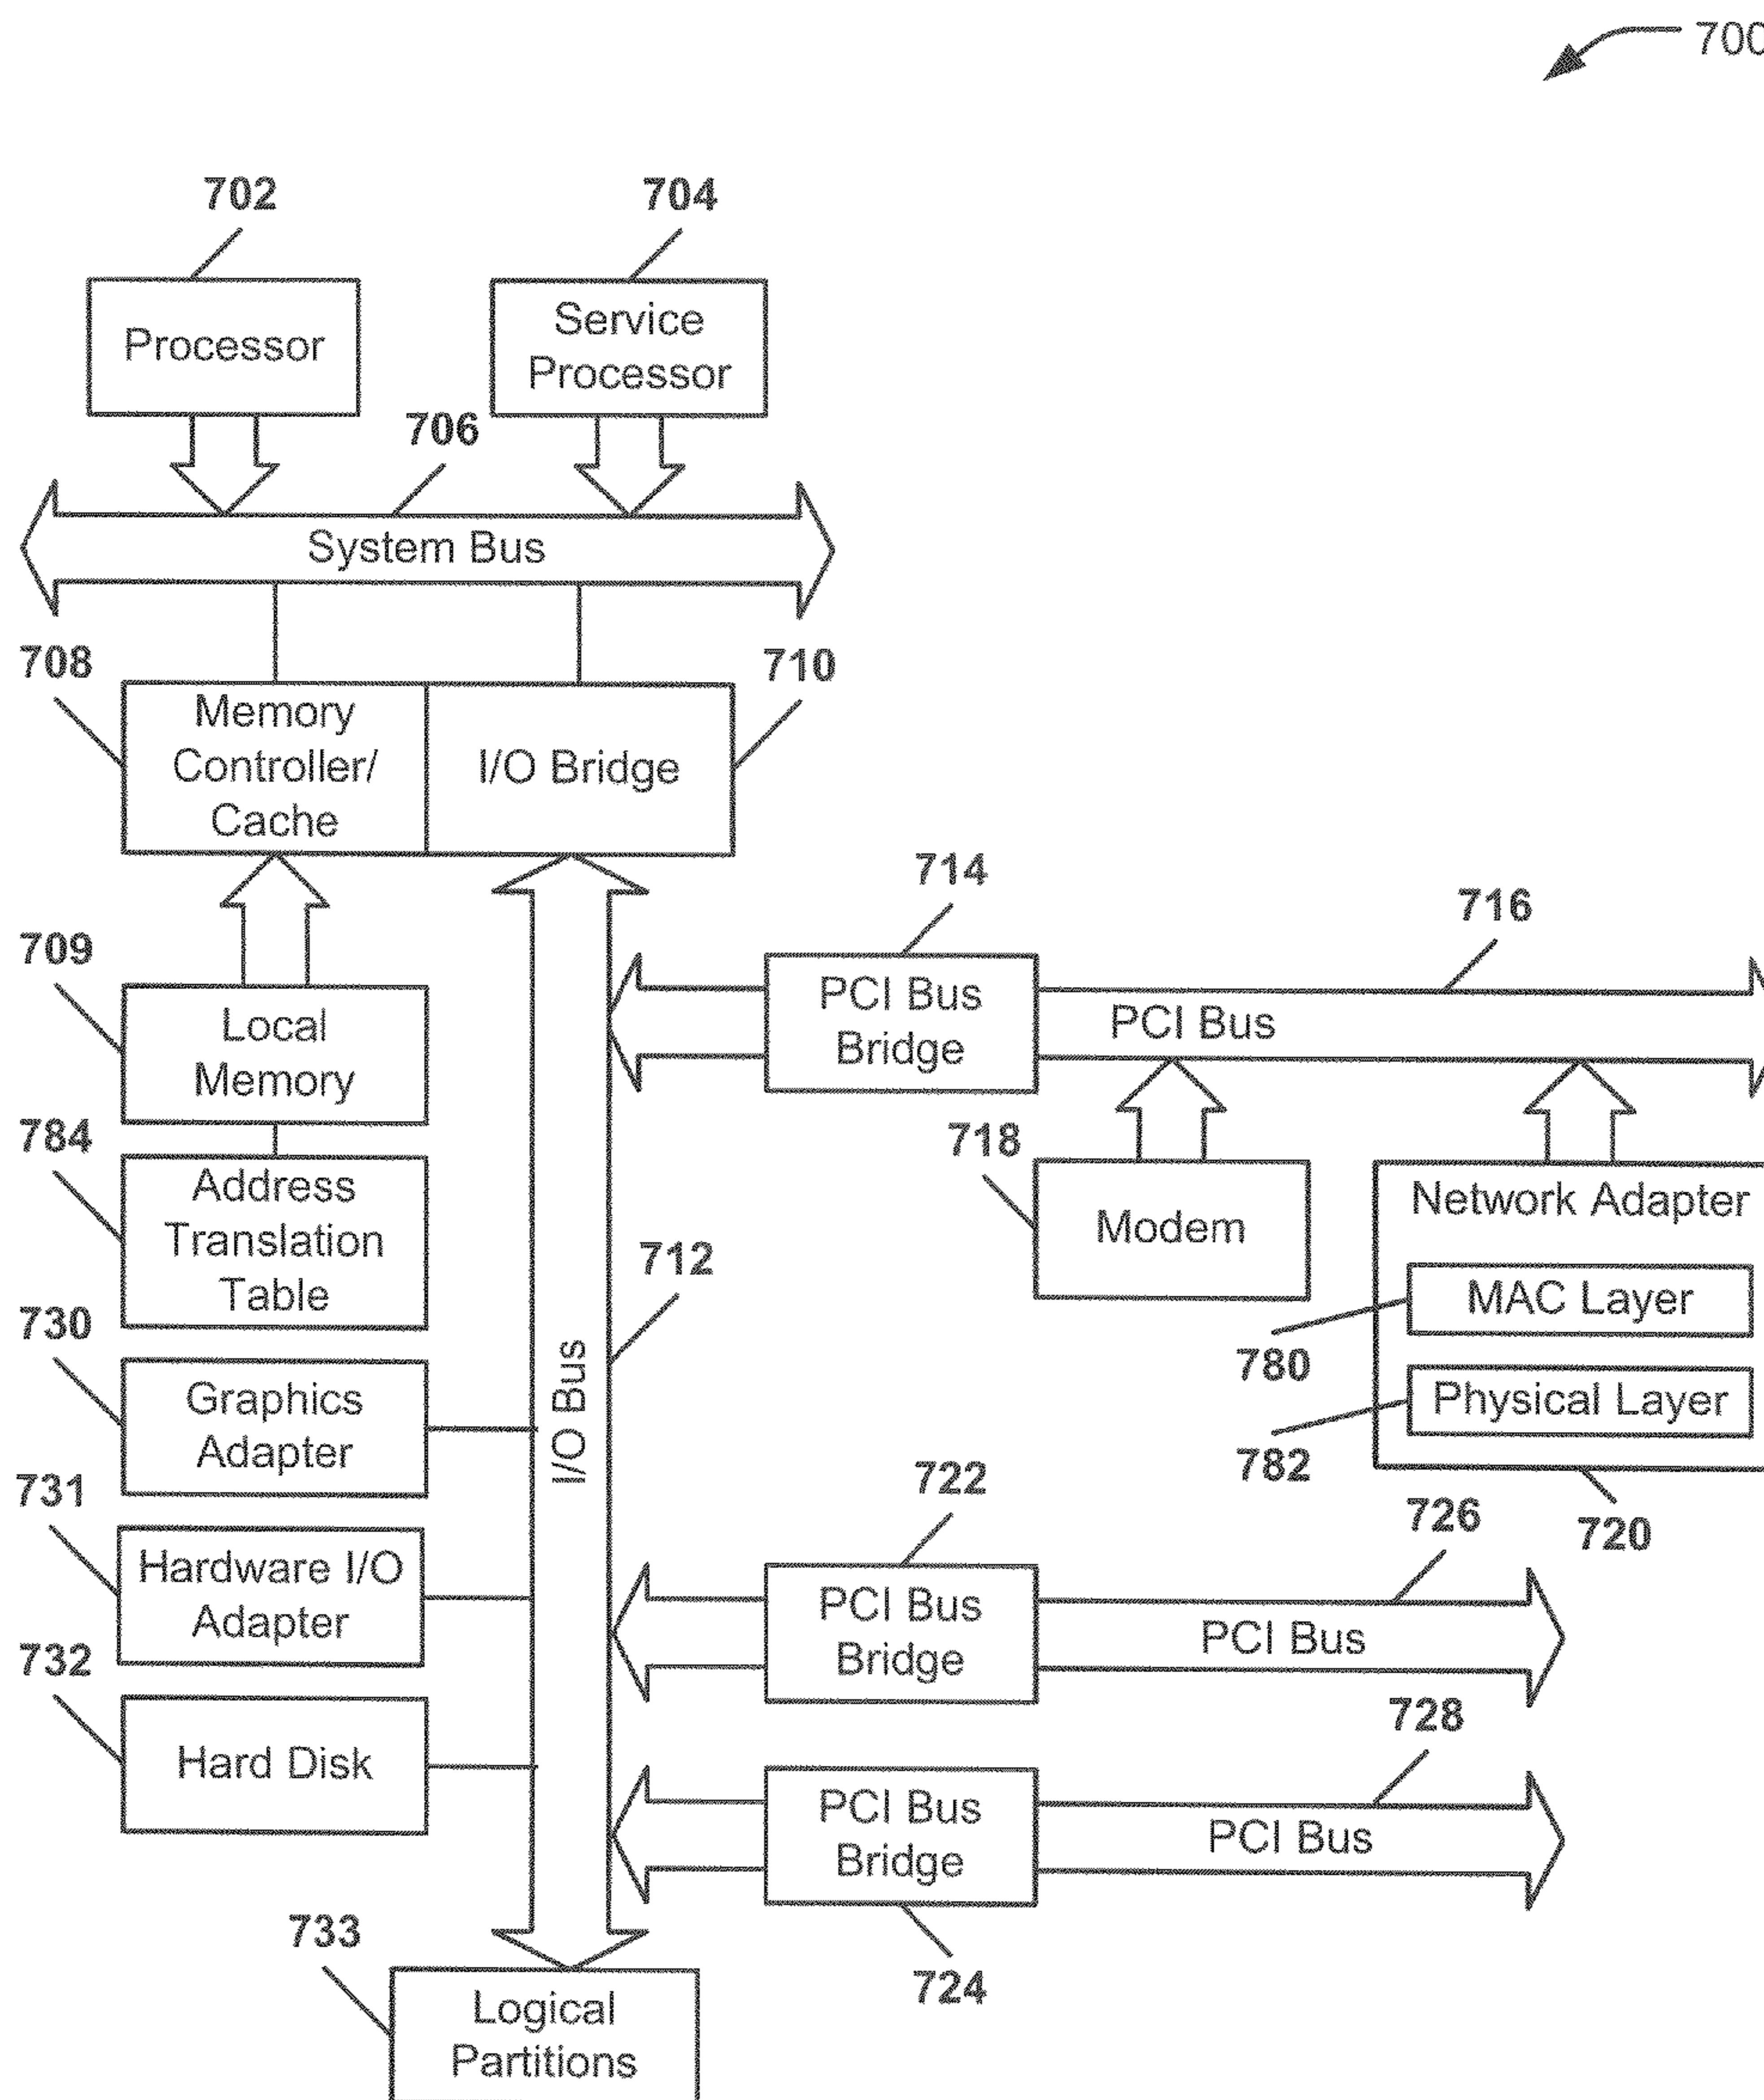 700
702
704
Processor
Service
Processor
706
System Bus
708
710
Memory
Controller/
Cache
I/O Bridge
714
716
709
PCI Bus
Bridge
PCI Bus
Local
Memory
784
718
Address
Translation
Table
Modem
Network Adapter
MAC Layer
780
Physical Layer
782
712
I/O Bus
730
Graphics
Adapter
722
726
720
731
Hardware I/O
Adapter
PCI Bus
Bridge
PCI Bus
732
Hard Disk
728
PCI Bus
Bridge
PCI Bus
733
724
Logical
Partitions